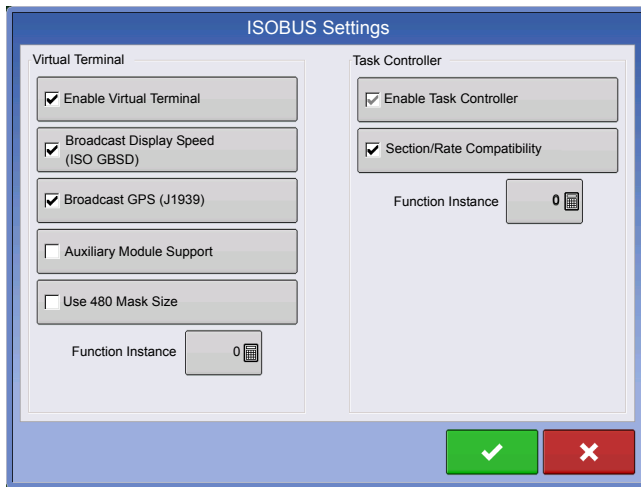 ISOBUS Settings
Virtual Terminal
Enable Virtual Terminal
Broadcast Display Speed
(ISO GBSD)
Broadcast GPS (J1939)
Auxiliary Module Support
Use 480 Mask Size
Function Instance
0
Task Controller
Enable Task Controller
Section/Rate Compatibility
Function Instance
0